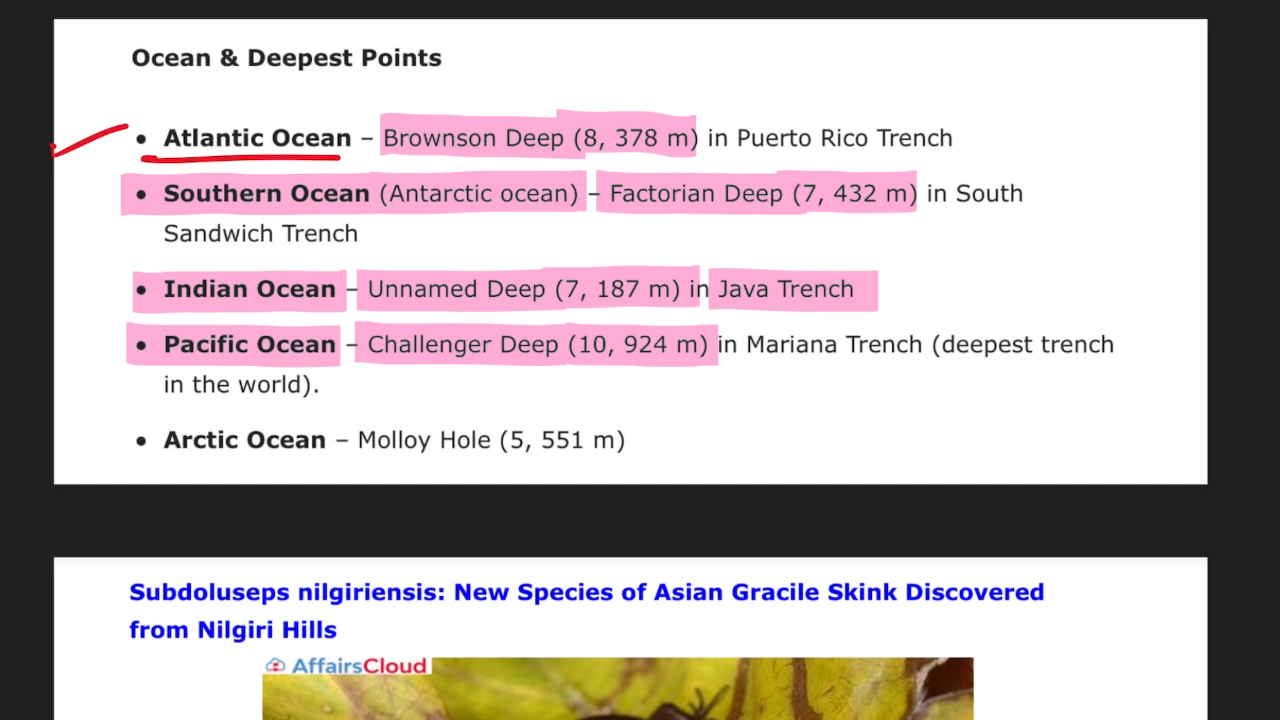 Ocean & Deepest Points
• Atlantic Ocean – Brownson Deep (8, 378 m) in Puerto Rico Trench
• Southern Ocean (Antarctic ocean) – Factorian Deep (7, 432 m) in South
Sandwich Trench
• Indian Ocean – Unnamed Deep (7, 187 m) in Java Trench
• Pacific Ocean – Challenger Deep (10, 924 m) in Mariana Trench (deepest trench
in the world).
• Arctic Ocean – Molloy Hole (5, 551 m)
Subdoluseps nilgiriensis: New Species of Asian Gracile Skink Discovered
from Nilgiri Hills
AffairsCloud